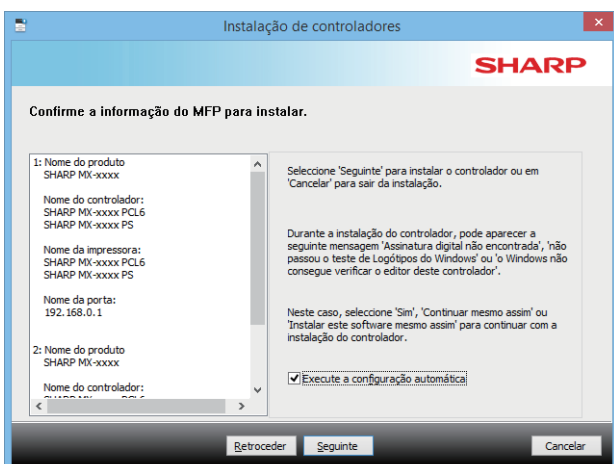 Instalação de controladores
SHARP
Confirme a informação do MFP para instalar.
1: Nome do produto
SHARP MX-xxxx
Nome do controlador:
SHARP MX-xxxx PCL6
SHARP MX-xxxx PS
Nome da impressora:
SHARP MX-xxxx PCL6
SHARP MX-xxxx PS
Nome da porta:
192.168.0.1
2: Nome do produto
SHARP MX-xxxx
Nome do controlador:
Seleccione 'Seguinte' para instalar o controlador ou em
'Cancelar' para sair da instalação.
Durante a instalação do controlador, pode aparecer a
seguinte mensagem 'Assinatura digital não encontrada', 'não
passou o teste de Logótipos do Windows' ou 'o Windows não
consegue verificar o editor deste controlador'.
Neste caso, seleccione 'Sim', 'Continuar mesmo assim' ou
'Instalar este software mesmo assim' para continuar com a
instalação do controlador.
Execute a configuração automática
Retroceder
Seguinte
Cancelar